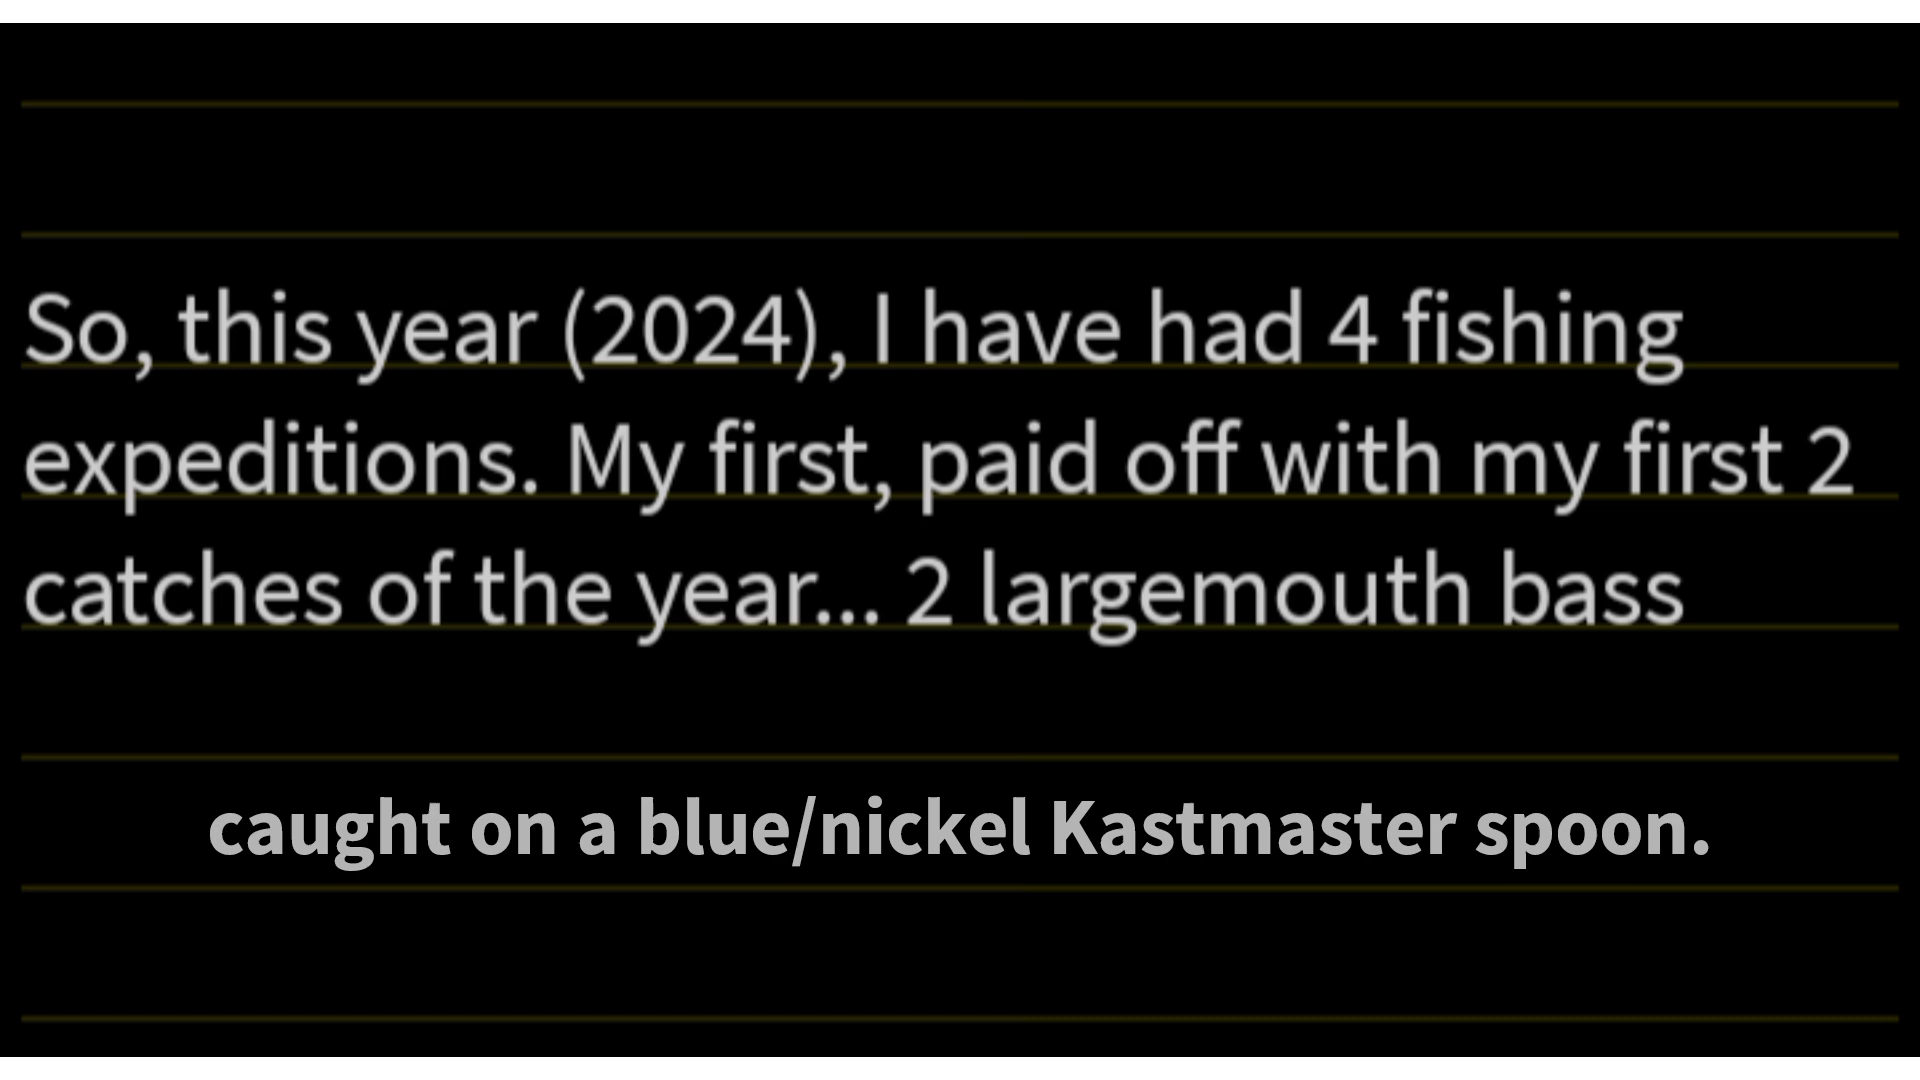 So, this year (2024), I have had 4 fishing
expeditions. My first, paid off with my first 2
catches of the year... 2 largemouth bass
caught on a blue/nickel Kastmaster spoon.